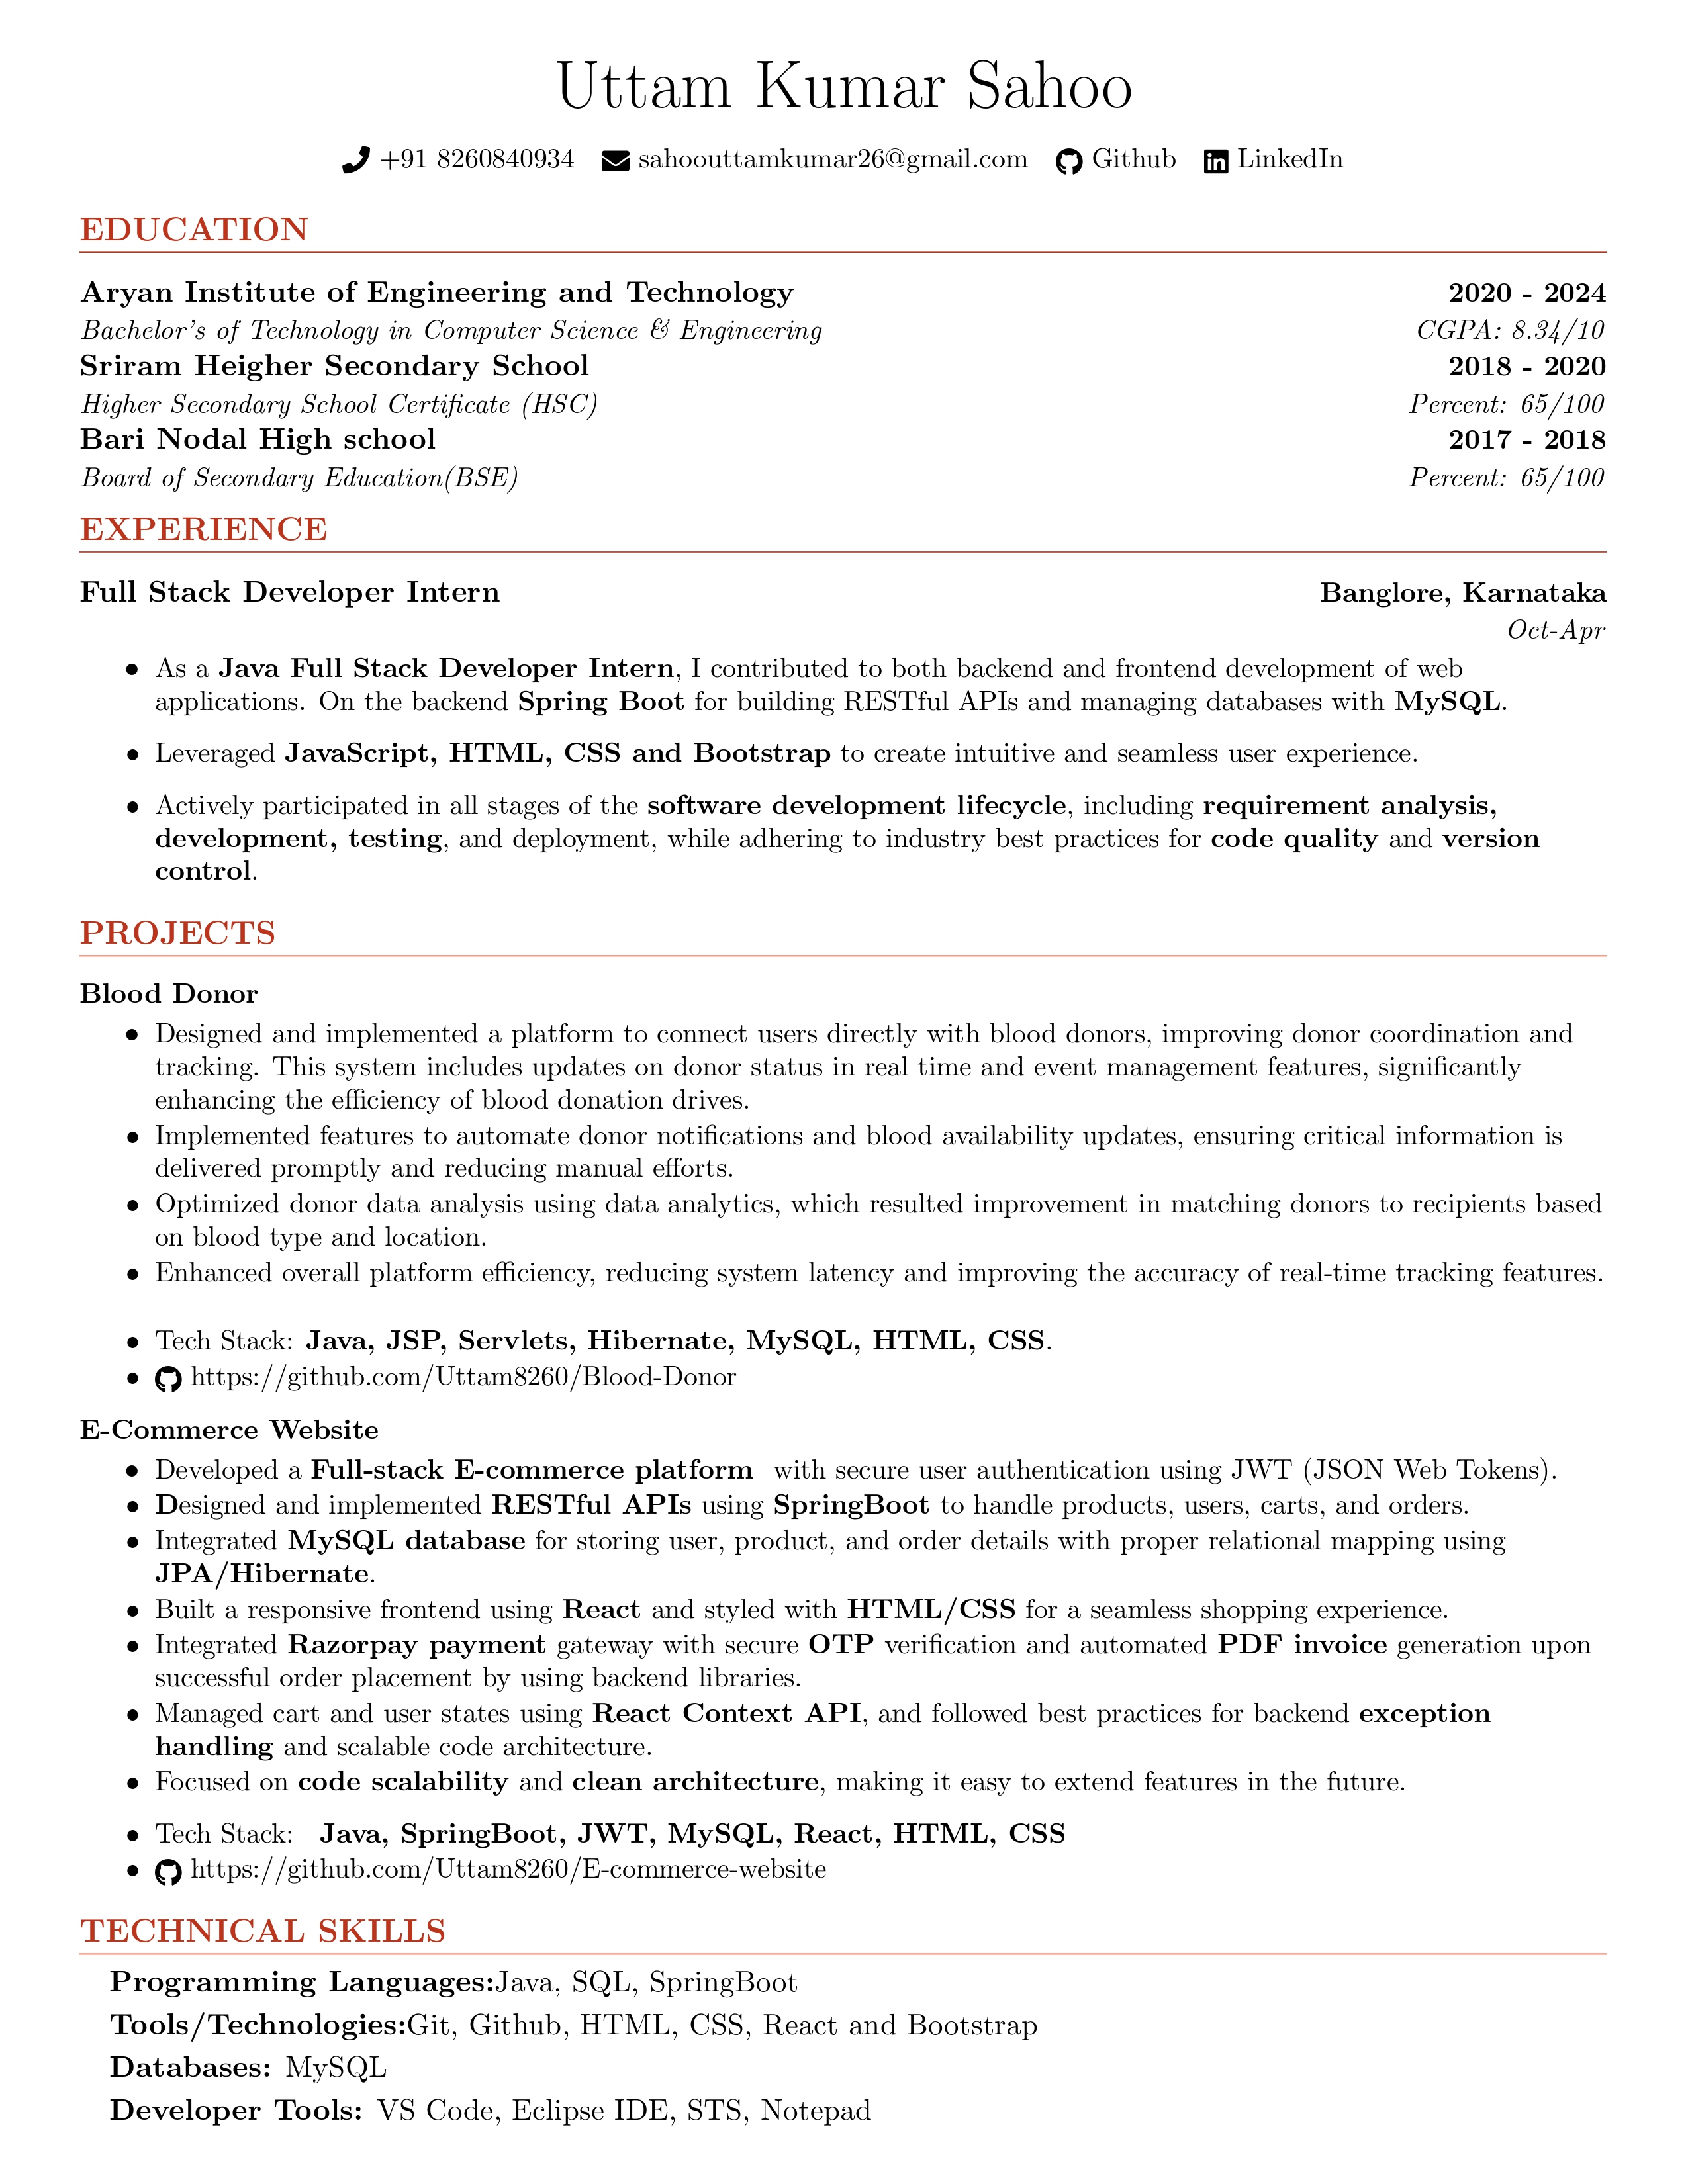 Uttam Kumar Sahoo
+91 8260840934 sahoouttamkumar26@gmail.com Github LinkedIn
EDUCATION
Aryan Institute of Engineering and Technology 2020 - 2024
Bachelor's of Technology in Computer Science & Engineering CGPA: 8.34/10
Sriram Heigher Secondary School 2018 - 2020
Higher Secondary School Certificate (HSC) Percent: 65/100
Bari Nodal High school 2017 - 2018
Board of Secondary Education(BSE) Percent: 65/100
EXPERIENCE
Full Stack Developer Intern Banglore, Karnataka
Oct-Apr
• As a Java Full Stack Developer Intern, I contributed to both backend and frontend development of web
applications. On the backend Spring Boot for building RESTful APIs and managing databases with MySQL.
• Leveraged JavaScript, HTML, CSS and Bootstrap to create intuitive and seamless user experience.
• Actively participated in all stages of the software development lifecycle, including requirement analysis,
development, testing, and deployment, while adhering to industry best practices for code quality and version
control.
PROJECTS
Blood Donor
• Designed and implemented a platform to connect users directly with blood donors, improving donor coordination and
tracking. This system includes updates on donor status in real time and event management features, significantly
enhancing the efficiency of blood donation drives.
• Implemented features to automate donor notifications and blood availability updates, ensuring critical information is
delivered promptly and reducing manual efforts.
• Optimized donor data analysis using data analytics, which resulted improvement in matching donors to recipients based
on blood type and location.
• Enhanced overall platform efficiency, reducing system latency and improving the accuracy of real-time tracking features.
• Tech Stack: Java, JSP, Servlets, Hibernate, MySQL, HTML, CSS.
• https://github.com/Uttam8260/Blood-Donor
E-Commerce Website
• Developed a Full-stack E-commerce platform with secure user authentication using JWT (JSON Web Tokens).
• Designed and implemented RESTful APIs using SpringBoot to handle products, users, carts, and orders.
• Integrated MySQL database for storing user, product, and order details with proper relational mapping using
JPA/Hibernate.
• Built a responsive frontend using React and styled with HTML/CSS for a seamless shopping experience.
• Integrated Razorpay payment gateway with secure OTP verification and automated PDF invoice generation upon
successful order placement by using backend libraries.
• Managed cart and user states using React Context API, and followed best practices for backend exception
handling and scalable code architecture.
• Focused on code scalability and clean architecture, making it easy to extend features in the future.
• Tech Stack: Java, SpringBoot, JWT, MySQL, React, HTML, CSS
• https://github.com/Uttam8260/E-commerce-website
TECHNICAL SKILLS
Programming Languages:Java, SQL, SpringBoot
Tools/Technologies:Git, Github, HTML, CSS, React and Bootstrap
Databases: MySQL
Developer Tools: VS Code, Eclipse IDE, STS, Notepad